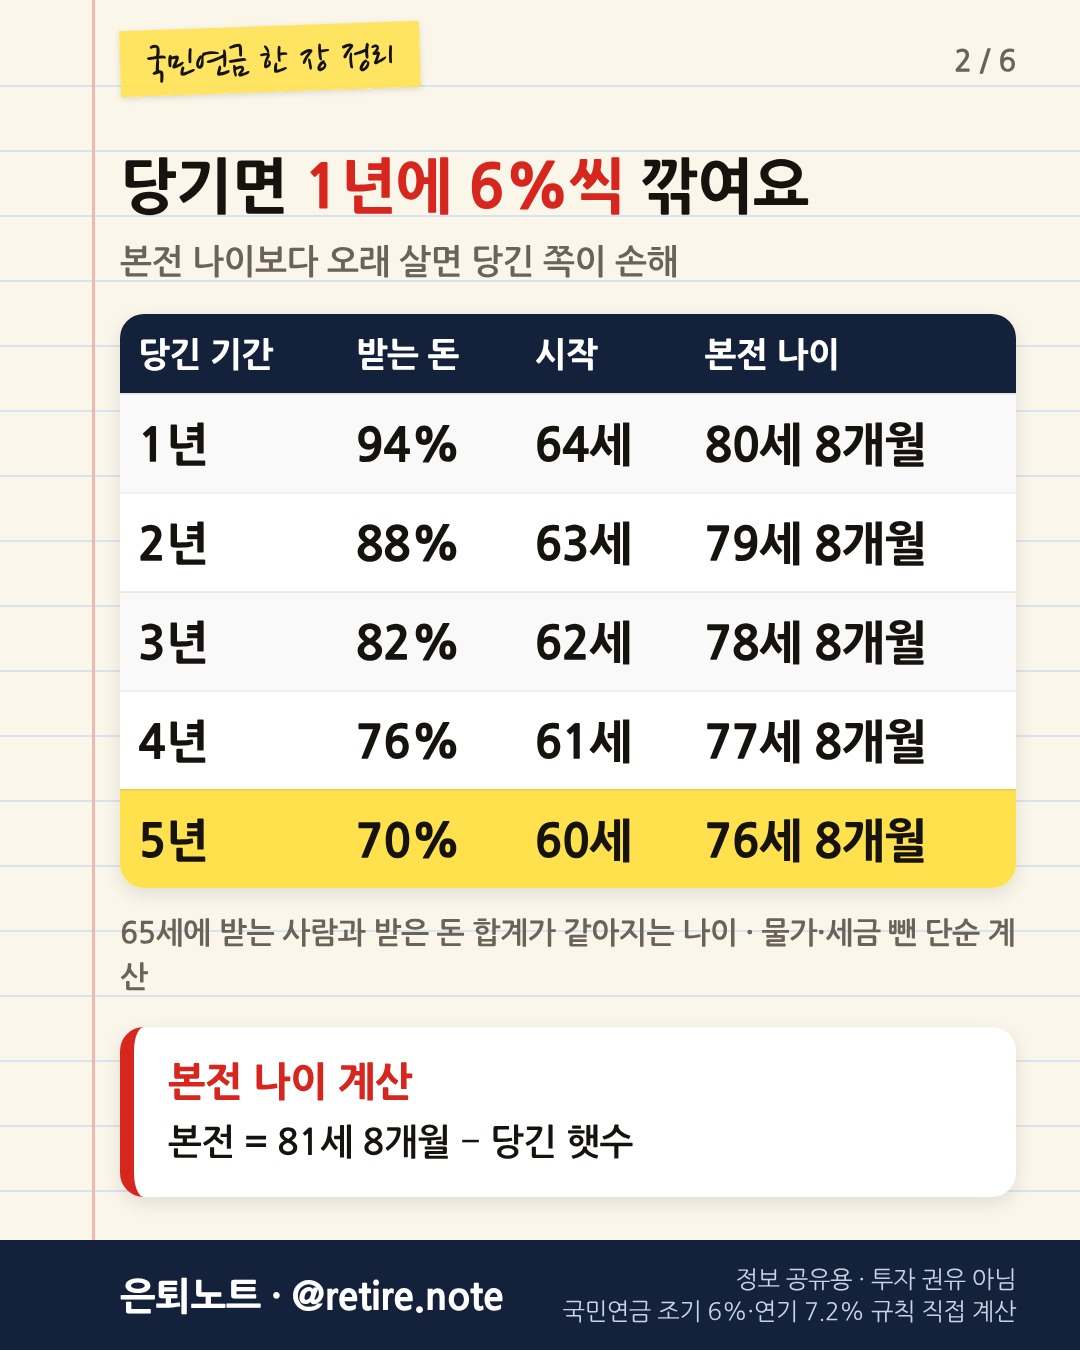 국민연금 한 장 정리
2 / 6
당기면 1년에 6%씩 깎여요
본전 나이보다 오래 살면 당긴 쪽이 손해
당긴 기간 받는 돈 시작 본전 나이
1년 94% 64세 80세 8개월
2년 88% 63세 79세 8개월
3년 82% 62세 78세 8개월
4년 76% 61세 77세 8개월
5년 70% 60세 76세 8개월
65세에 받는 사람과 받은 돈 합계가 같아지는 나이 · 물가·세금 뺀 단순 계
산
본전 나이 계산
본전 = 81세 8개월 − 당긴 햇수
은퇴노트 · @retire.note
정보 공유용 · 투자 권유 아님
국민연금 조기 6%·연기 7.2% 규칙 직접 계산